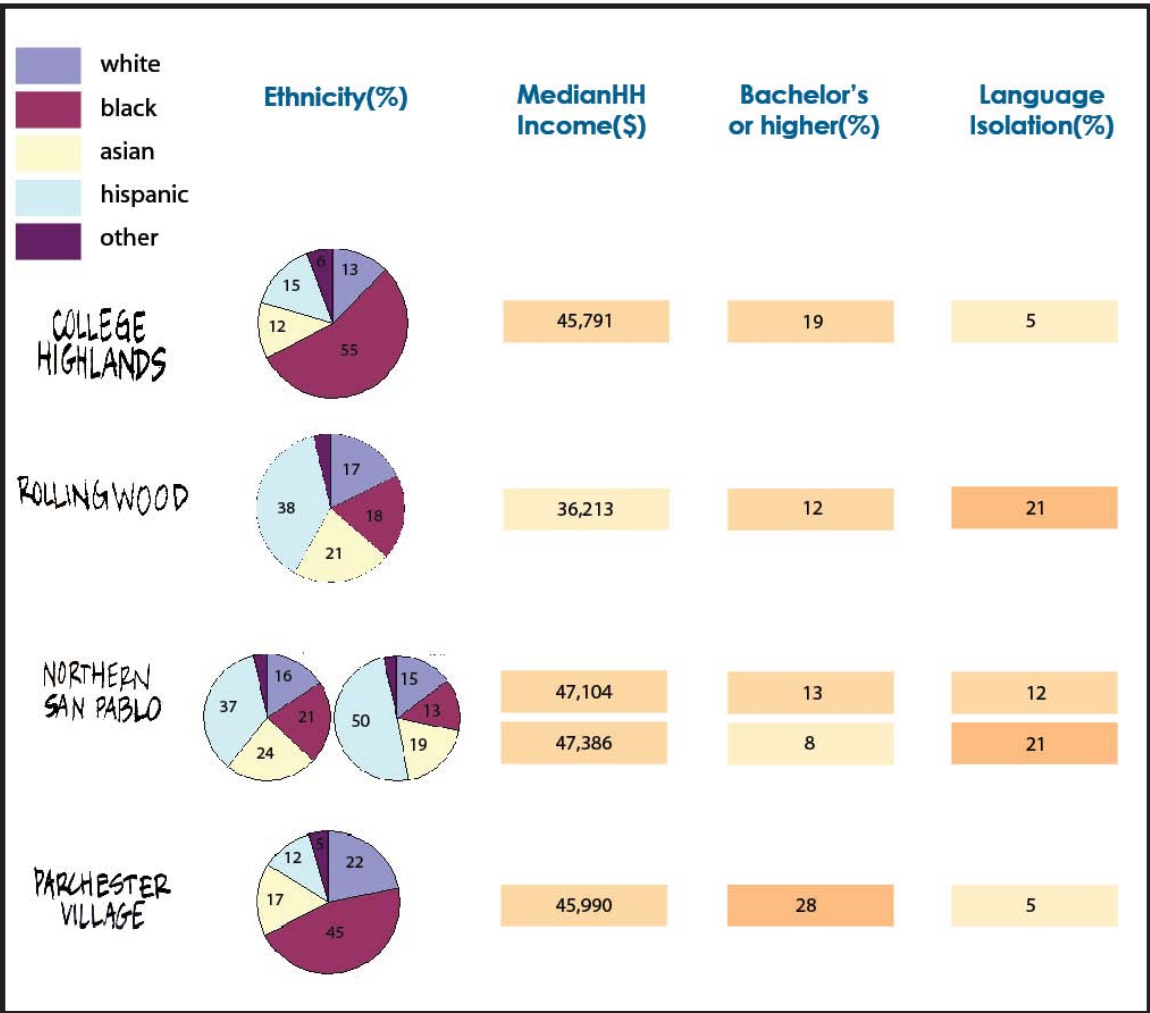 white
black
asian
hispanic
other
Ethnicity(%)
MedianHH
Income($)
Bachelor's
or higher(%)
Language
Isolation(%)
COLLEGE
HIGHLANDS
13
55
12
15
6
45,791
19
5
ROLLINGWOOD
17
18
21
38
36,213
12
21
NORTHERN
SAN PABLO
16
21
24
37
15
13
19
50
47,104
13
12
47,386
8
21
PARCHESTER
VILLAGE
22
45
17
12
5
45,990
28
5